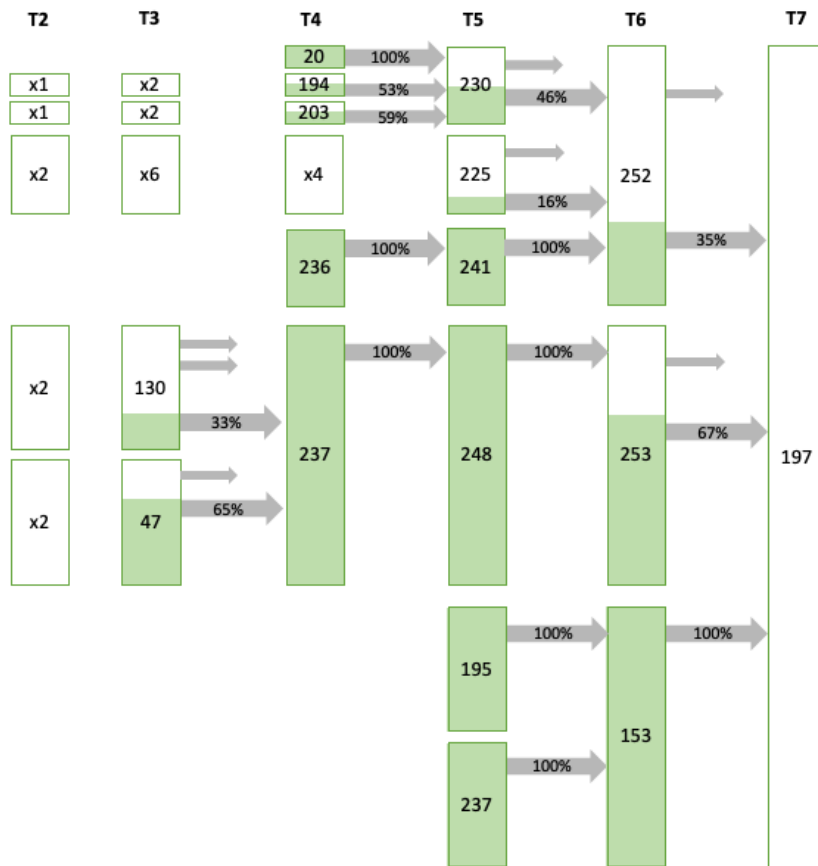 T2 T3 T4 T5 T6 T7
20 100%
x1 x2 194 53% 230 46%
x1 x2 203 59%
x2 x6 x4 225 16% 252
236 100% 241 100% 35%
100% 100%
x2 130 33% 237 248 253 67% 197
x2 47 65%
195 100% 100%
153
237 100%